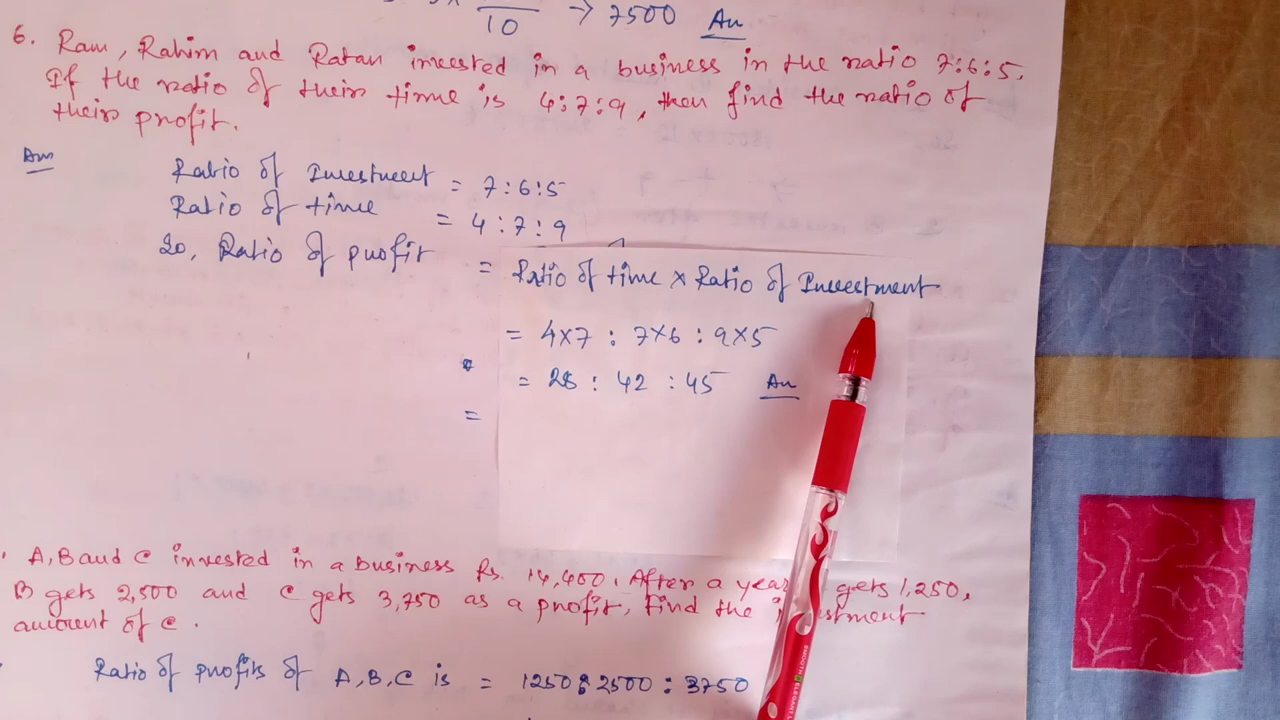 10 → 7500 An
6. Ram, Rahim and Ratan invested in a business in the ratio 7:6:5.
If the ratio of their time is 4:7:9, then find the ratio of
their profit.
Ans
Ratio of Investment = 7:6:5
Ratio of time = 4:7:9
So, Ratio of profit = Ratio of time × Ratio of Investment
= 4×7 : 7×6 : 9×5
= 28 : 42 : 45 An
=
A, B and C invested in a business Rs. 14,400. After a year gets 1,250,
B gets 2,500 and C gets 3,750 as a profit, find the
amount of C.
Ratio of profits of A, B, C is = 1250 : 2500 : 3750